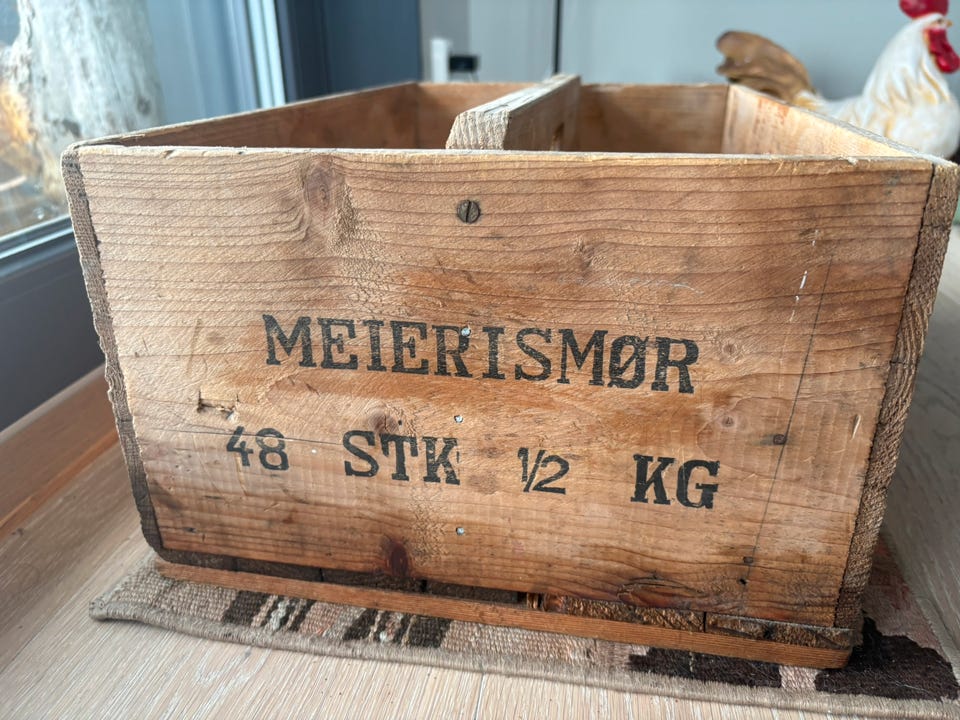 MEIERISMØR
48 STK ½ KG